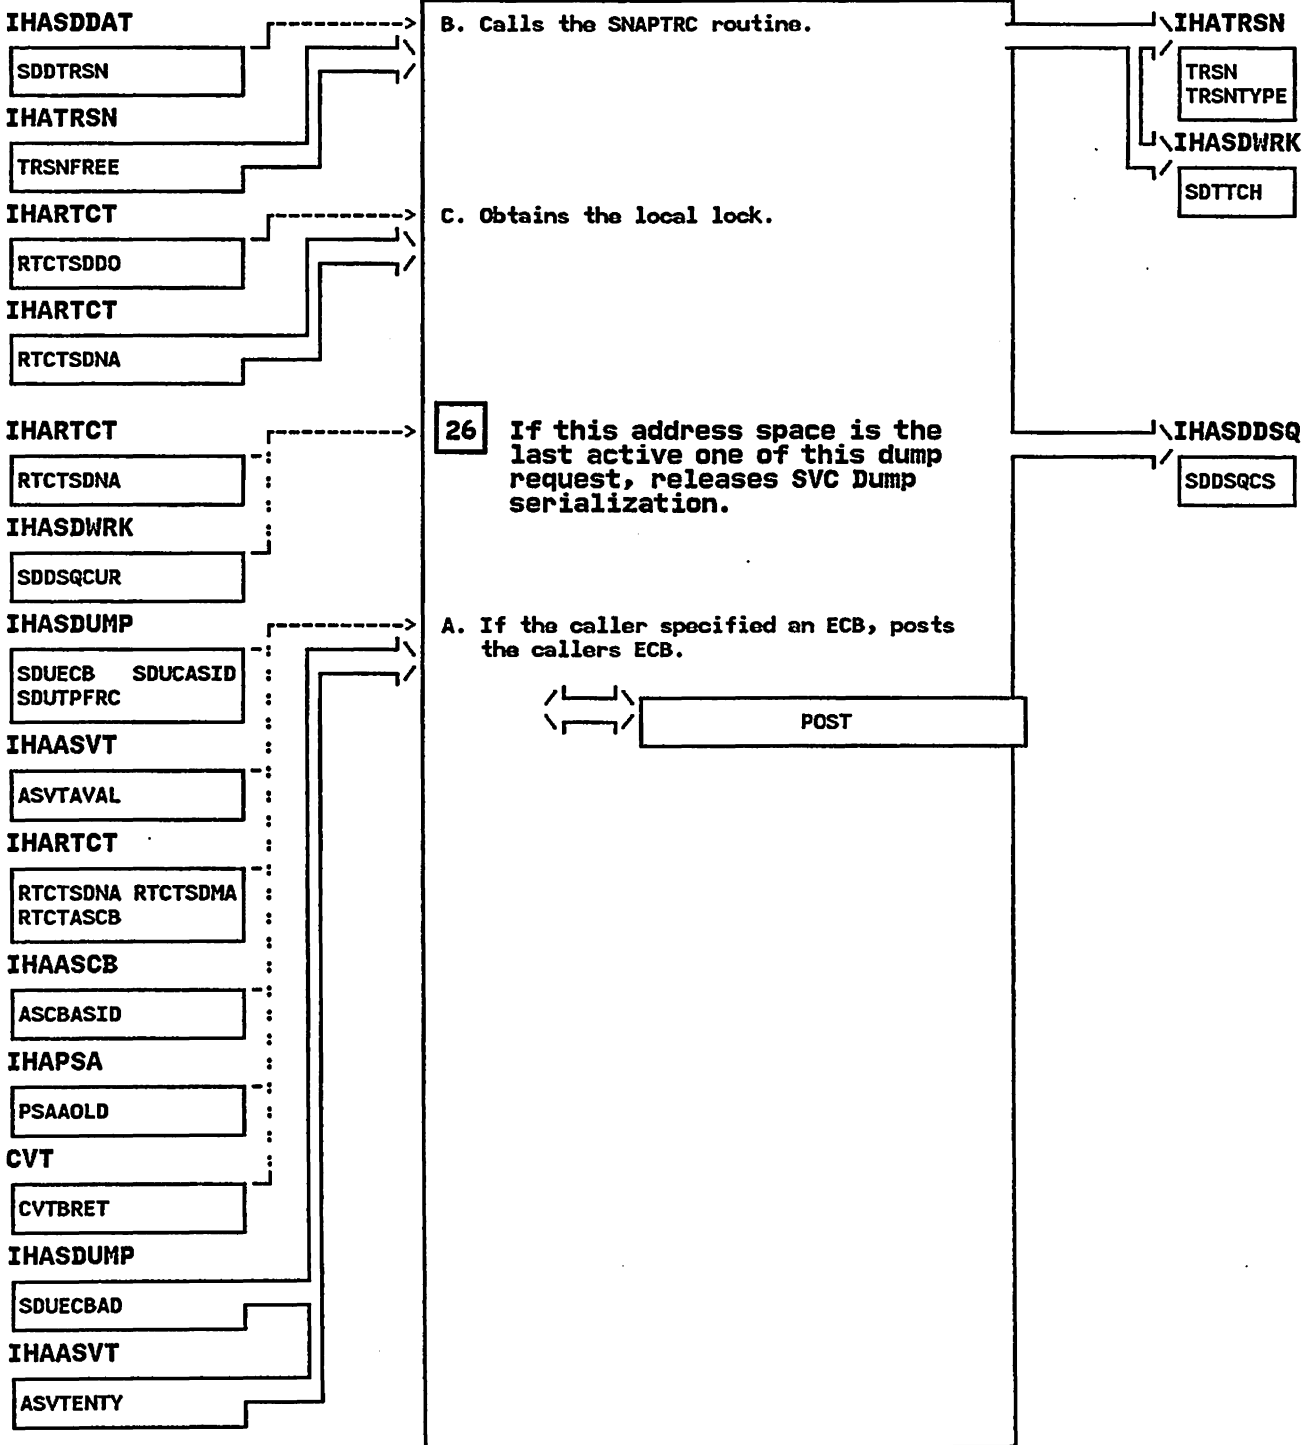 IHASDDAT
SDDTRSN
IHATRSN
TRSNFREE
IHARTCT
RTCTSDDO
IHARTCT
RTCTSDNA
IHARTCT
RTCTSDNA
IHASDWRK
SDDSQCUR
IHASDUMP
SDUECB SDUCASID
SDUTPFRC
IHAASVT
ASVTAVAL
IHARTCT
RTCTSDNA RTCTSDMA
RTCTASCB
IHAASCB
ASCBASID
IHAPSA
PSAAOLD
CVT
CVTBRET
IHASDUMP
SDUECBAD
IHAASVT
ASVTENTY
B. Calls the SNAPTRC routine.
C. Obtains the local lock.
26 If this address space is the
last active one of this dump
request, releases SVC Dump
serialization.
A. If the caller specified an ECB, posts
the callers ECB.
POST
IHATRSN
TRSN
TRSNTYPE
IHASDWRK
SDTTCH
IHASDDSQ
SDDSQCS